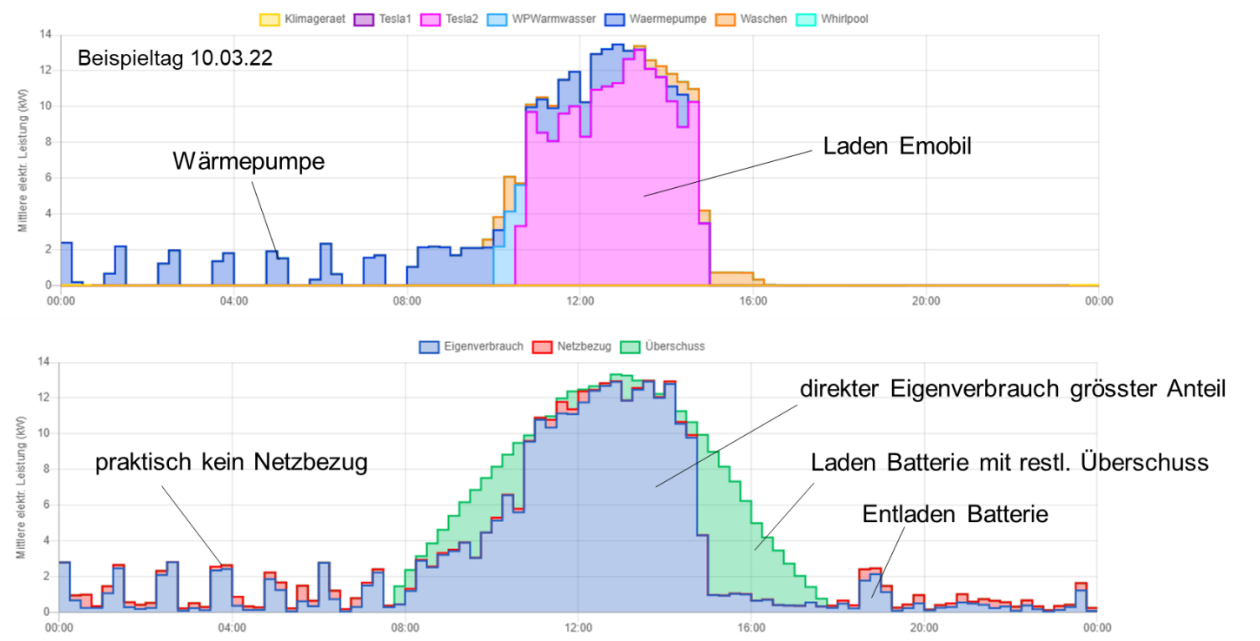 Klimageraet Tesla1 Tesla2 WPWarmwasser Waermepumpe Waschen Whirlpool
Beispieltag 10.03.22
Mittlere elektr. Leistung (kW)
14
12
10
8
6
4
2
0
Wärmepumpe
Laden Emobil
00:00 04:00 08:00 12:00 16:00 20:00 00:00
Eigenverbrauch Netzbezug Überschuss
Mittlere elektr. Leistung (kW)
14
12
10
8
6
4
2
0
direkter Eigenverbrauch grösster Anteil
praktisch kein Netzbezug
Laden Batterie mit restl. Überschuss
Entladen Batterie
00:00 04:00 08:00 12:00 16:00 20:00 00:00